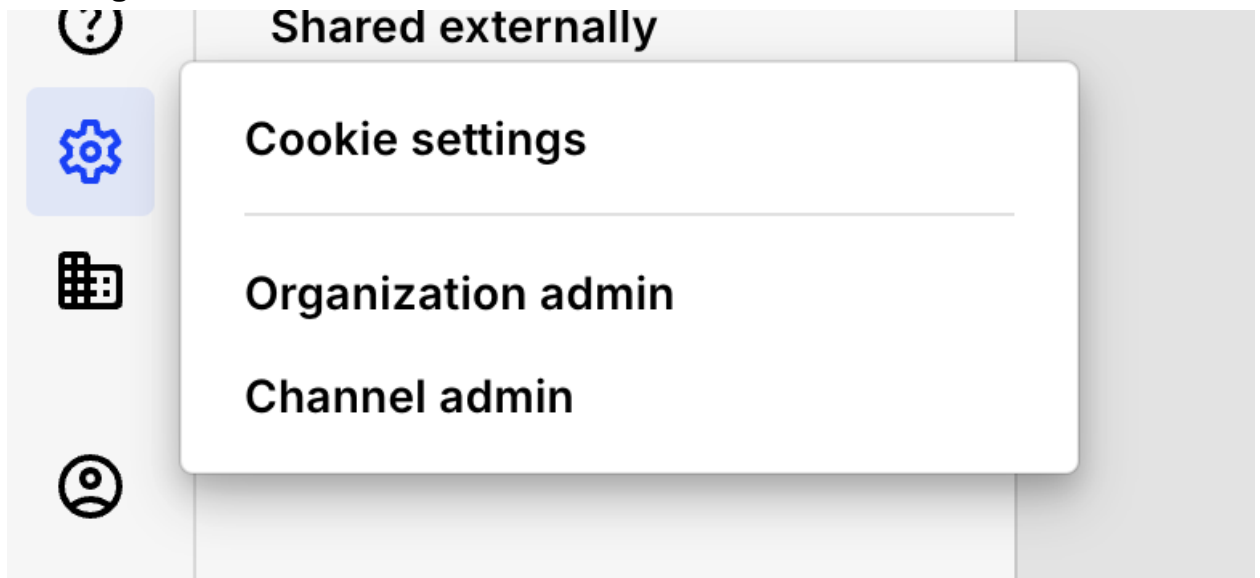 Shared externally
Cookie settings
Organization admin
Channel admin